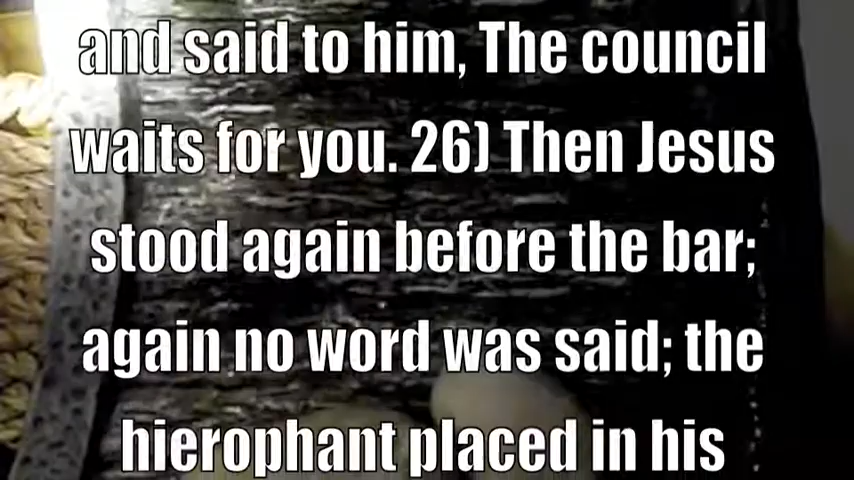 and said to him, The council
waits for you. 26) Then Jesus
stood again before the bar;
again no word was said; the
hierophant placed in his